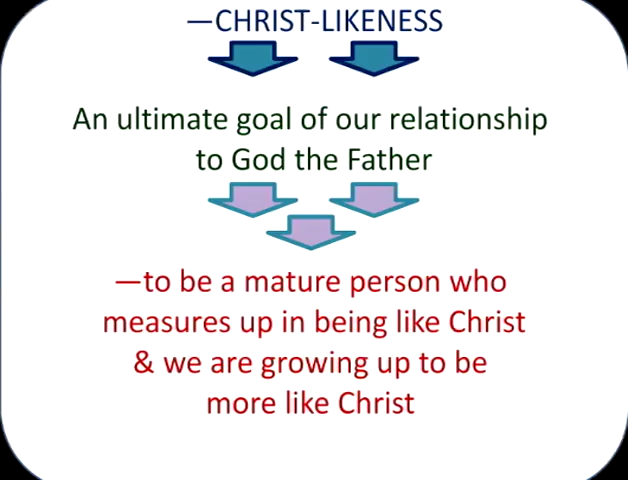 —CHRIST-LIKENESS
An ultimate goal of our relationship
to God the Father
—to be a mature person who
measures up in being like Christ
& we are growing up to be
more like Christ